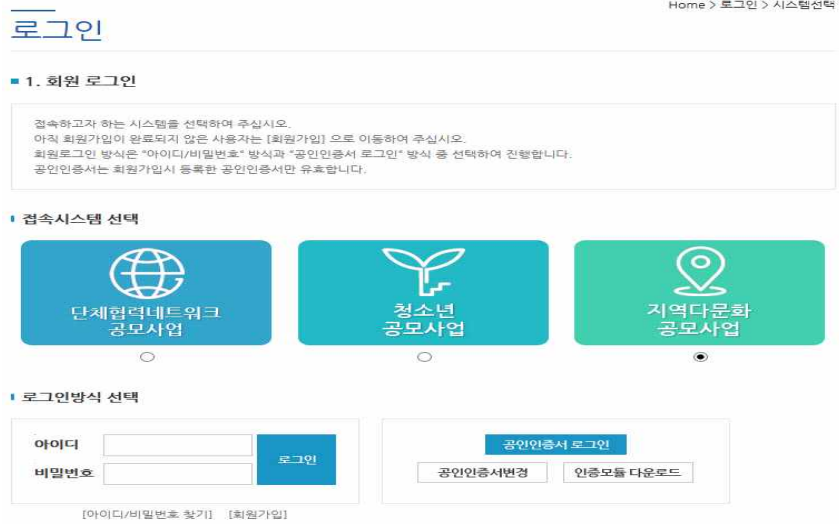 Home > 로그인 > 시스템선택
로그인
1. 회원 로그인
접속하고자 하는 시스템을 선택하여 주십시오.
아직 회원가입이 완료되지 않은 사용자는 [회원가입] 으로 이동하여 주십시오.
회원로그인 방식은 "아이디/비밀번호" 방식과 "공인인증서 로그인" 방식 중 선택하여 진행합니다.
공인인증서는 회원가입시 등록한 공인인증서만 유효합니다.
접속시스템 선택
단체협력네트워크
공모사업
청소년
공모사업
지역다문화
공모사업
로그인방식 선택
아이디
비밀번호
로그인
공인인증서 로그인
공인인증서변경
인증모듈 다운로드
[아이디/비밀번호 찾기] [회원가입]